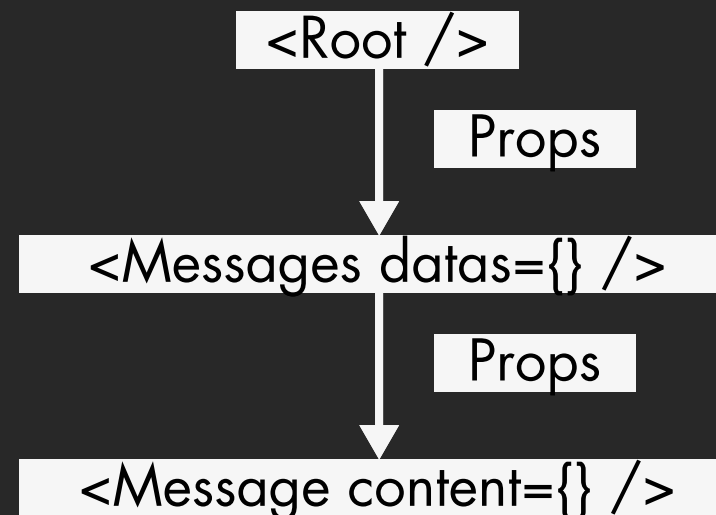 <Root />
Props
<Messages datas={} />
Props
<Message content={} />